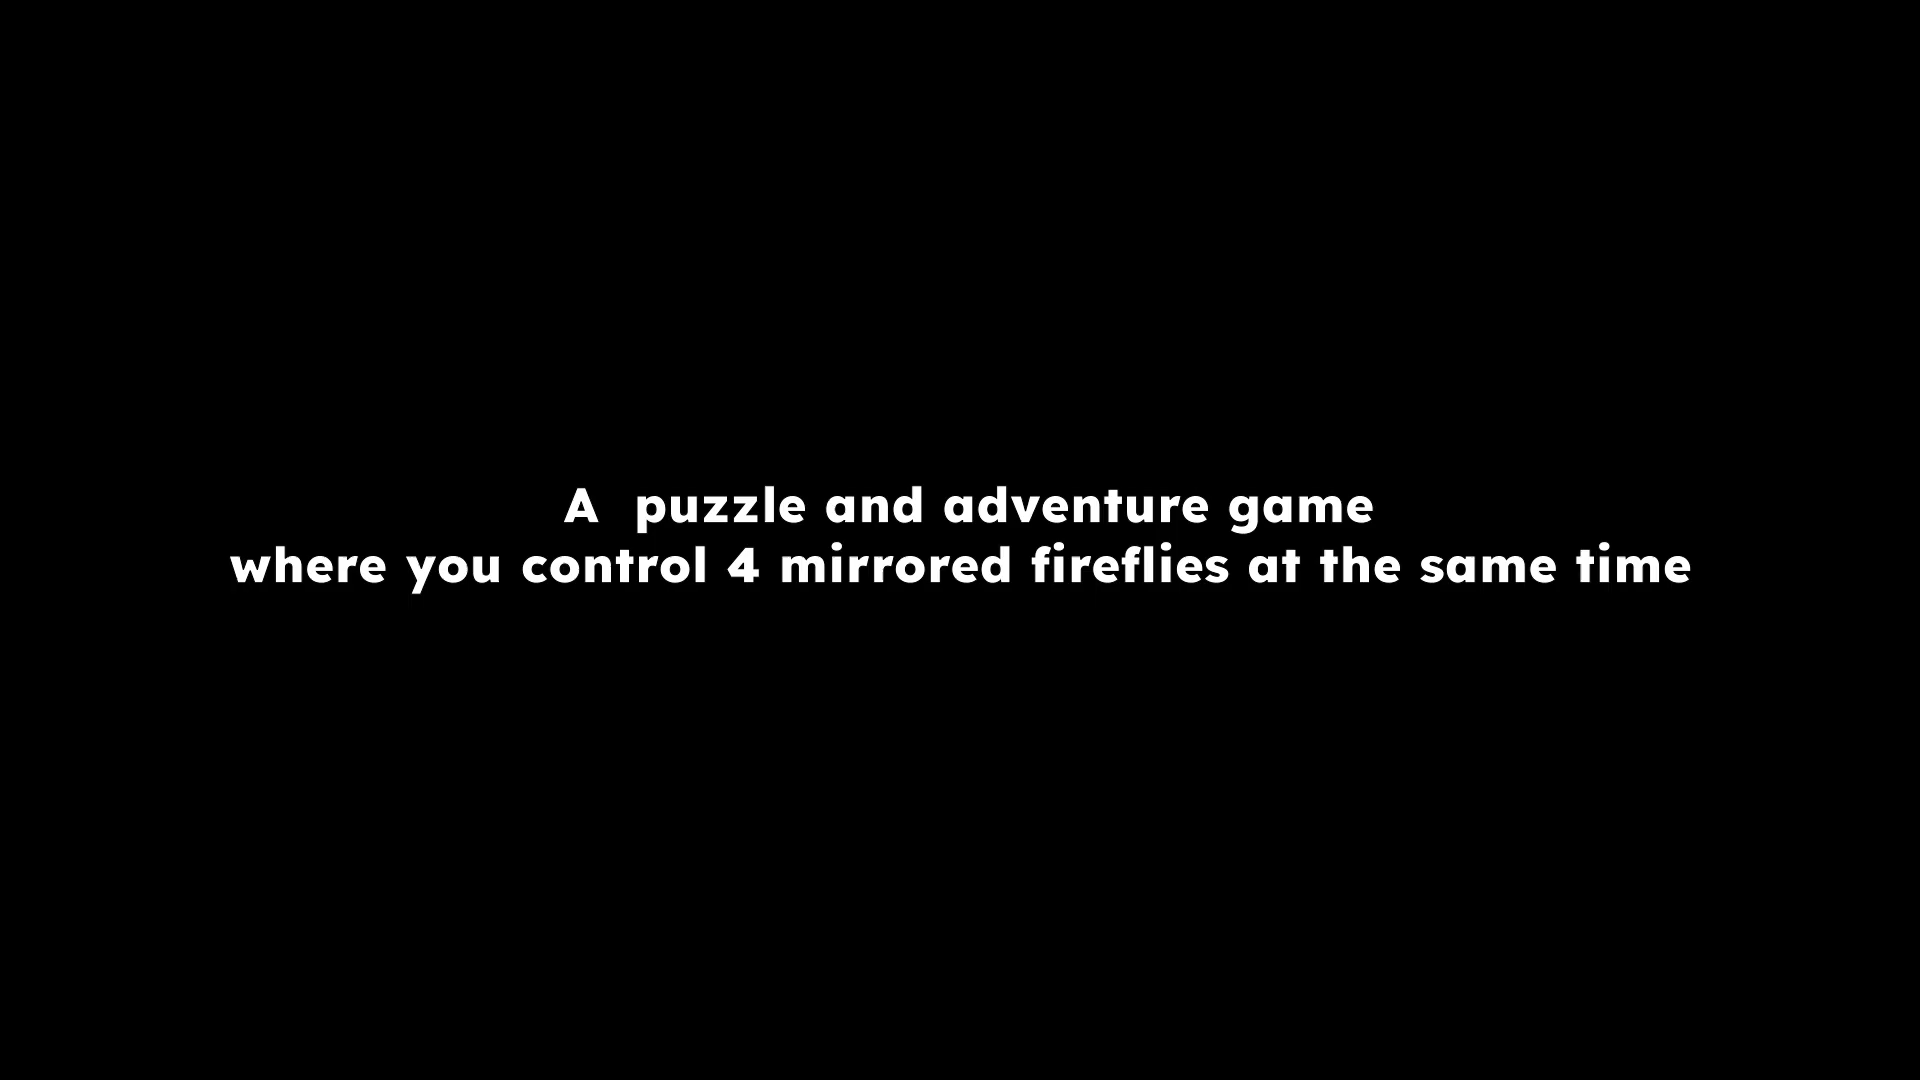 A  puzzle and adventure game
where you control 4 mirrored fireflies at the same time